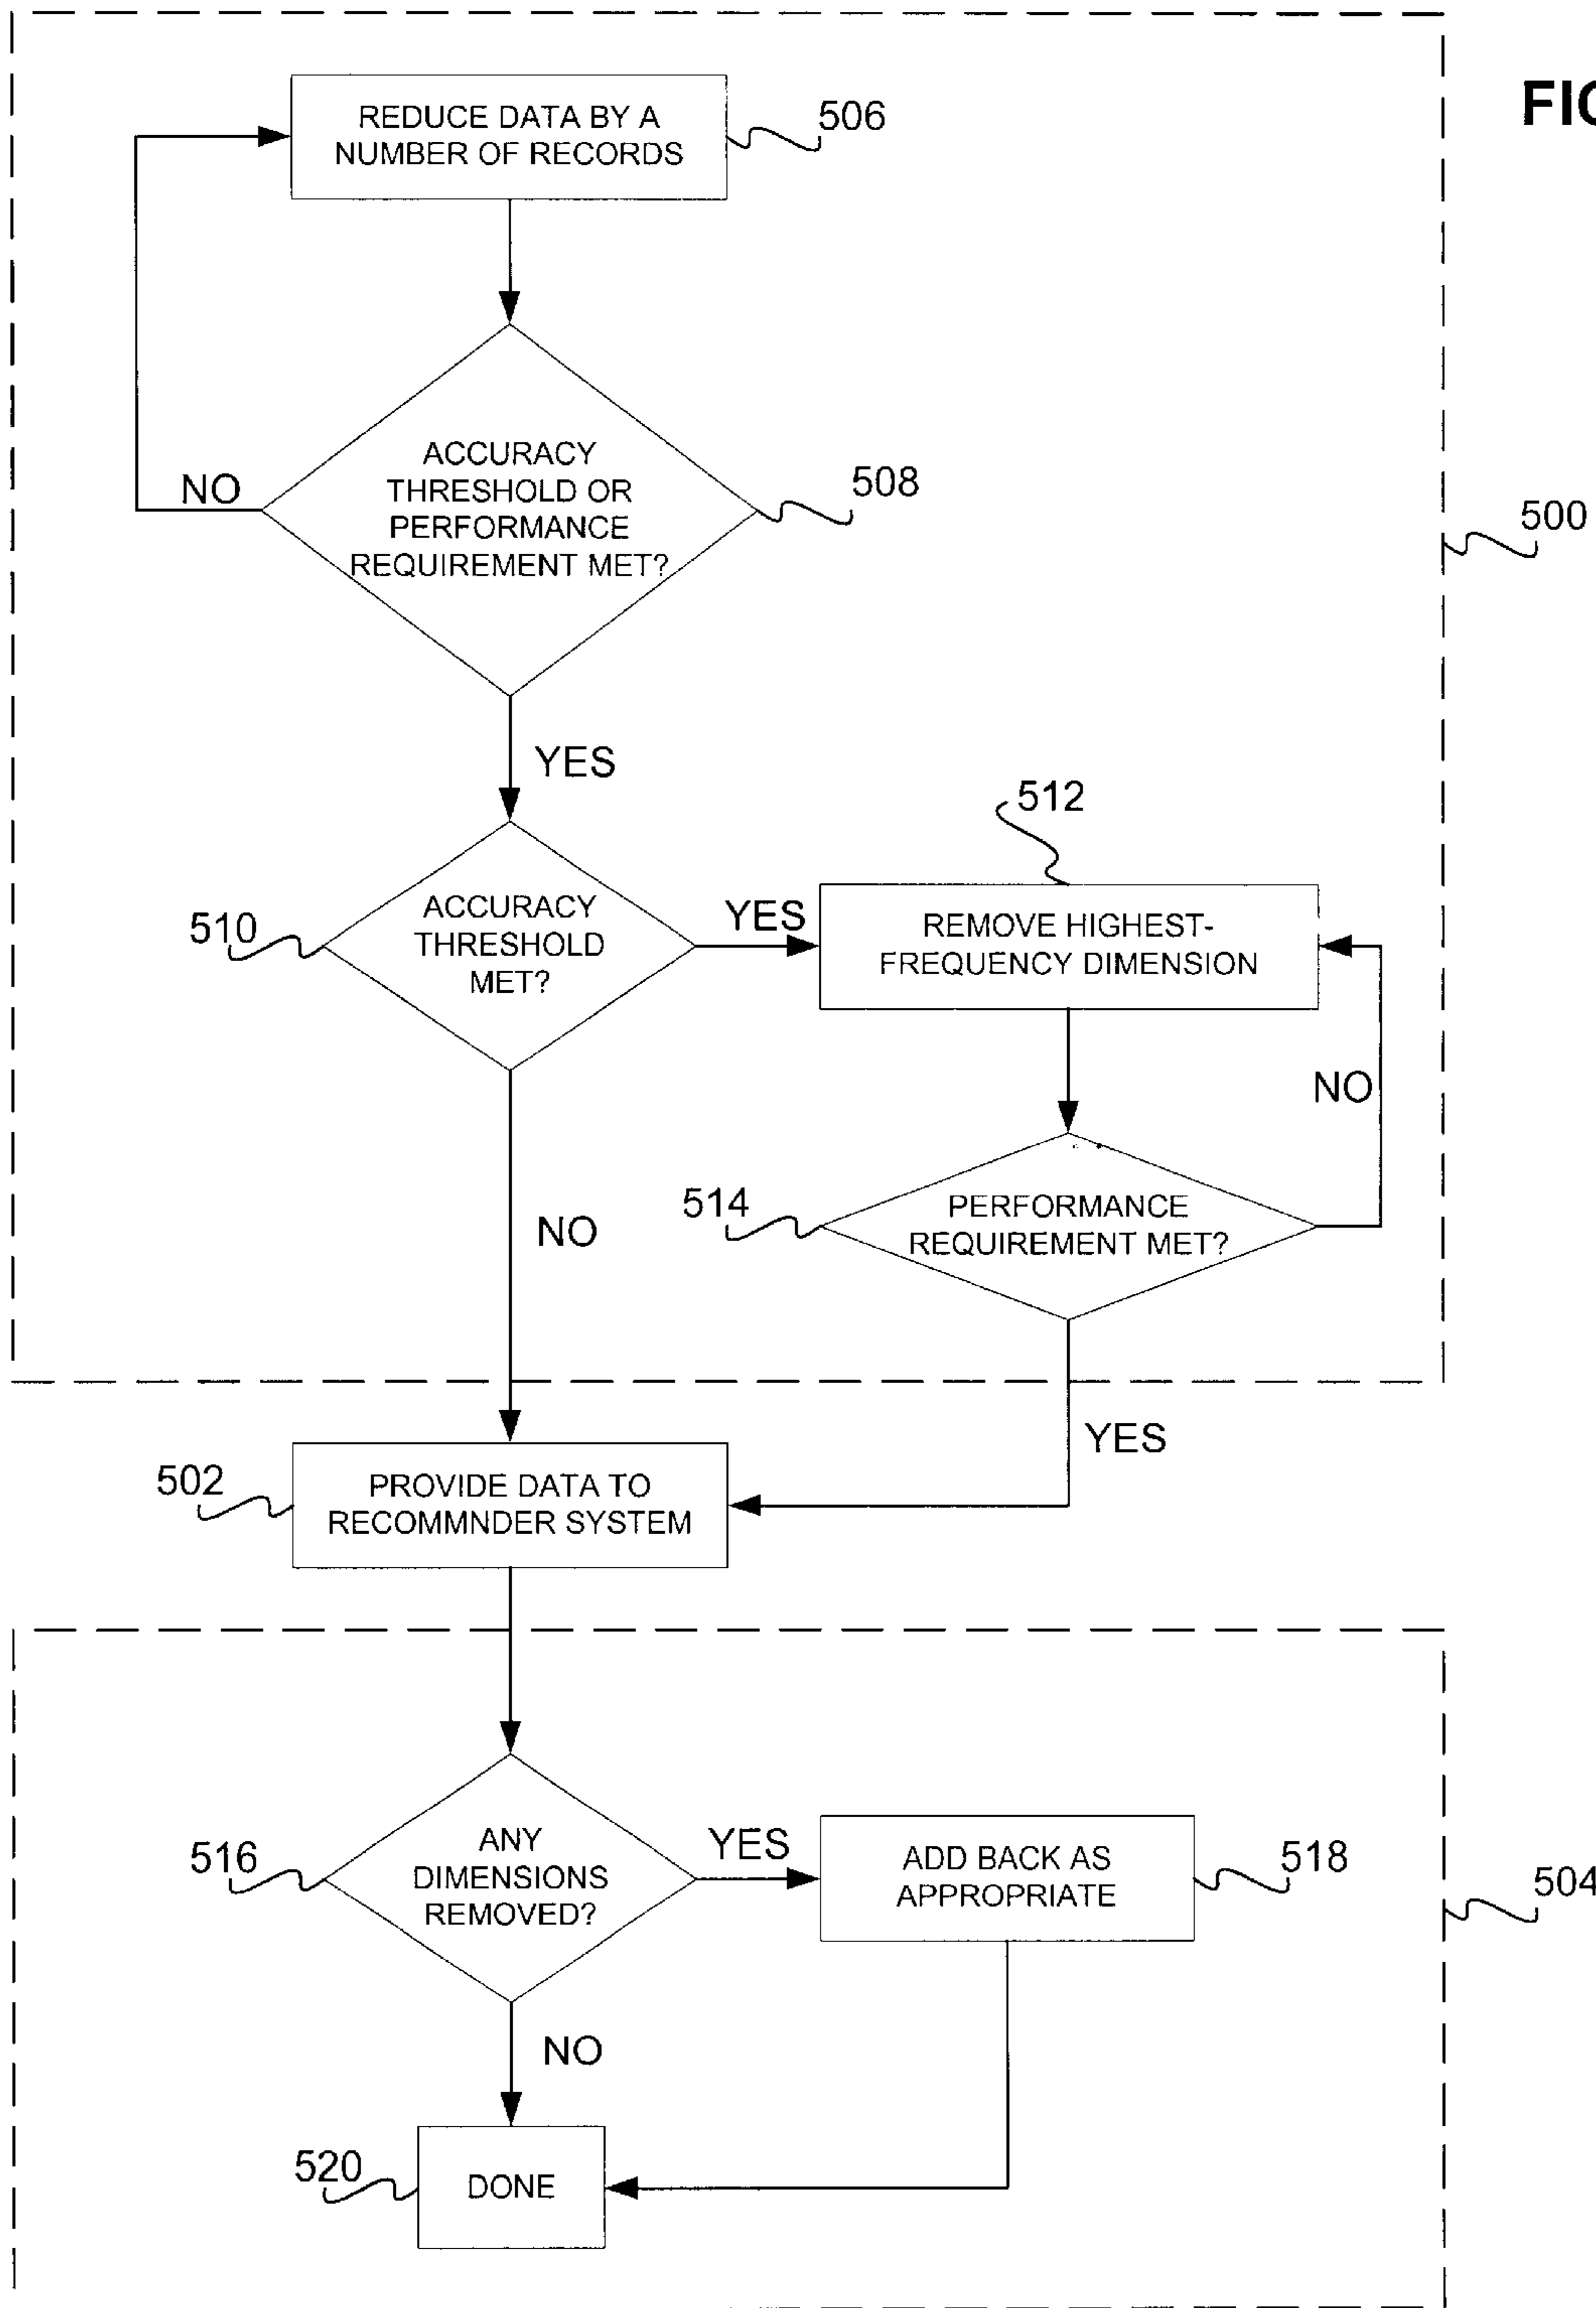 FIG
REDUCE DATA BY A
NUMBER OF RECORDS
506
ACCURACY
THRESHOLD OR
PERFORMANCE
REQUIREMENT MET?
508
NO
500
YES
512
ACCURACY
THRESHOLD
MET?
510
YES
REMOVE HIGHEST-
FREQUENCY DIMENSION
NO
514
PERFORMANCE
REQUIREMENT MET?
NO
YES
502
PROVIDE DATA TO
RECOMMNDER SYSTEM
516
ANY
DIMENSIONS
REMOVED?
YES
ADD BACK AS
APPROPRIATE
518
504
NO
520
DONE